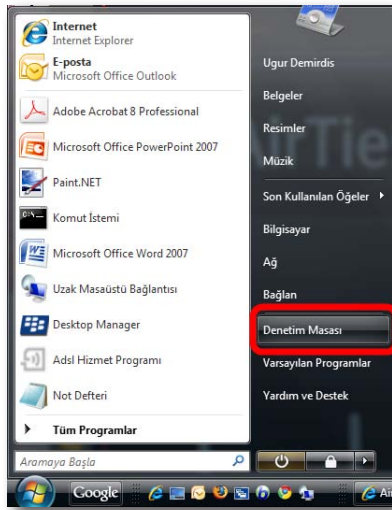 Internet
Internet Explorer
E-posta
Microsoft Office Outlook
Adobe Acrobat 8 Professional
Microsoft Office PowerPoint 2007
Paint.NET
Komut İstemi
Microsoft Office Word 2007
Uzak Masaüstü Bağlantısı
Desktop Manager
Adsl Hizmet Programı
Not Defteri
Tüm Programlar
Aramaya Başla
Ugur Demirdis
Belgeler
Resimler
Müzik
Son Kullanılan Öğeler
Bilgisayar
Ağ
Bağlan
Denetim Masası
Varsayılan Programlar
Yardım ve Destek
AirTie
Google
Air